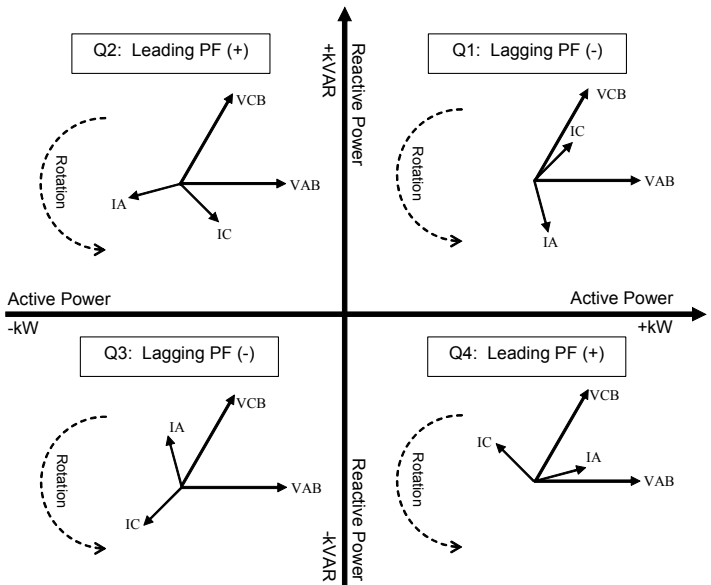 Q2: Leading PF (+)
VCB
VAB
IA
IC
Rotation
Reactive Power
+kVAR
Q1: Lagging PF (-)
VCB
IC
VAB
IA
Rotation
Active Power
-kW
Active Power
+kW
Q3: Lagging PF (-)
VCB
IA
VAB
IC
Rotation
Reactive Power
-kVAR
Q4: Leading PF (+)
VCB
IC
IA
VAB
Rotation